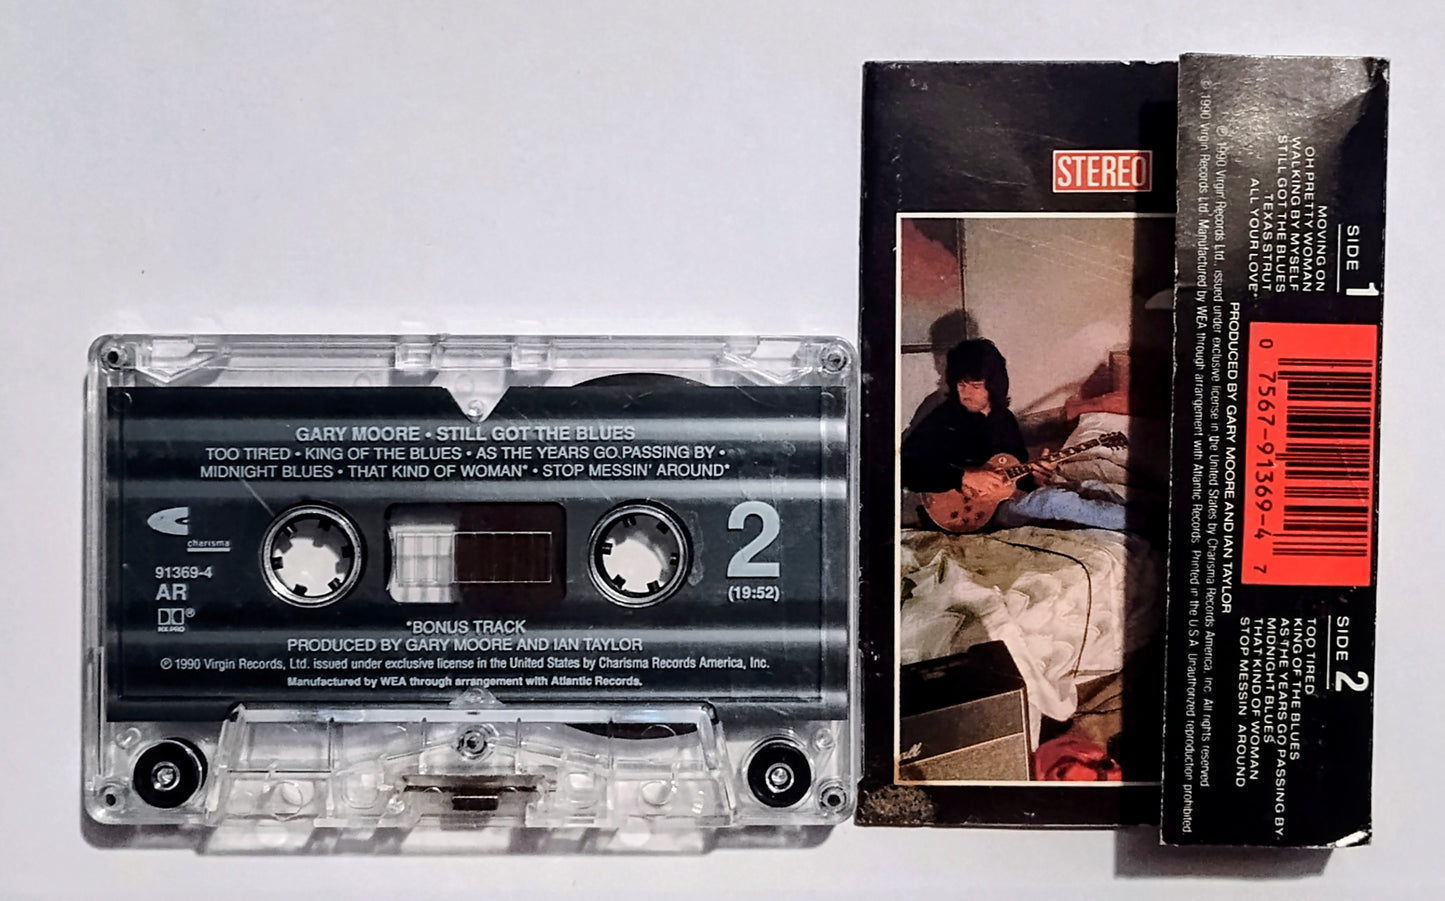 GARY MOORE • STILL GOT THE BLUES
TOO TIRED • KING OF THE BLUES • AS THE YEARS GO PASSING BY •
MIDNIGHT BLUES • THAT KIND OF WOMAN* • STOP MESSIN' AROUND*
charisma
91369-4
AR
HX PRO
2
(19:52)
*BONUS TRACK
PRODUCED BY GARY MOORE AND IAN TAYLOR
℗ 1990 Virgin Records, Ltd. issued under exclusive license in the United States by Charisma Records America, Inc.
Manufactured by WEA through arrangement with Atlantic Records.
STEREO
SIDE 1
MOVING ON
OH PRETTY WOMAN
WALKING BY MYSELF
STILL GOT THE BLUES
TEXAS STRUT
ALL YOUR LOVE*
0 7567-91369-4 7
SIDE 2
TOO TIRED
KING OF THE BLUES
AS THE YEARS GO PASSING BY
MIDNIGHT BLUES
THAT KIND OF WOMAN
STOP MESSIN' AROUND
PRODUCED BY GARY MOORE AND IAN TAYLOR
℗ 1990 Virgin Records Ltd., issued under exclusive license in the United States by Charisma Records America, Inc. All rights reserved.
© 1990 Virgin Records Ltd. Manufactured by WEA through arrangement with Atlantic Records. Printed in the U.S.A. Unauthorized reproduction prohibited.